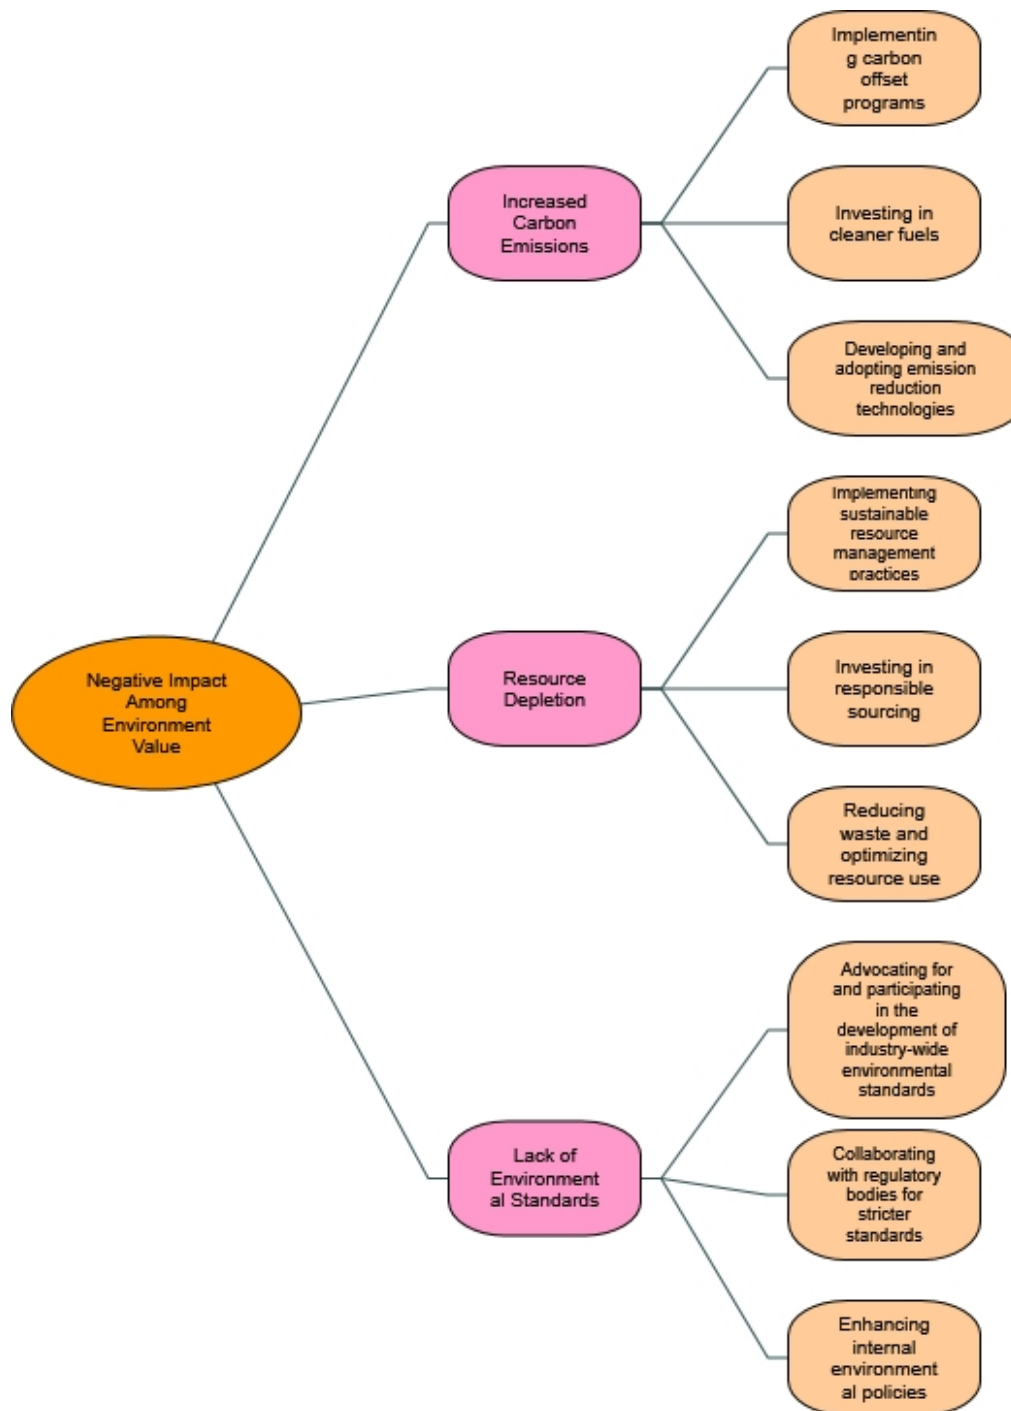 Implementin
g carbon
offset
programs
Increased
Carbon
Emissions
Investing in
cleaner fuels
Developing and
adopting emission
reduction
technologies
Implementing
sustainable
resource
management
practices
Negative Impact
Among
Environment
Value
Resource
Depletion
Investing in
responsible
sourcing
Reducing
waste and
optimizing
resource use
Advocating for
and participating
in the
development of
industry-wide
environmental
standards
Lack of
Environment
al Standards
Collaborating
with regulatory
bodies for
stricter
standards
Enhancing
internal
environment
al policies